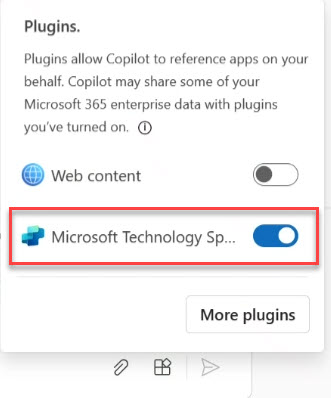 Plugins.
Plugins allow Copilot to reference apps on your
behalf. Copilot may share some of your
Microsoft 365 enterprise data with plugins
you've turned on.
Web content
Microsoft Technology Sp...
More plugins